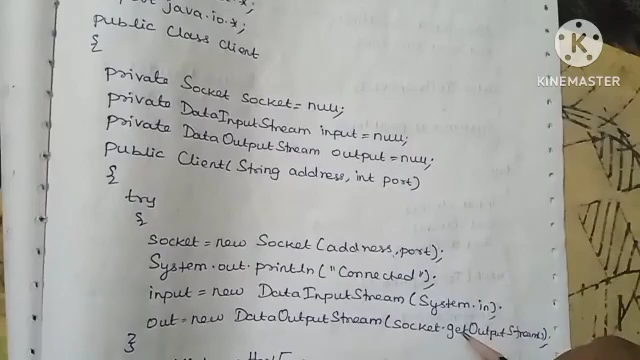 java.io.*;
public class client
{
private Socket socket = null;
private DataInputStream input = null;
private DataOutputStream output = null;
public Client(String address, int port)
{
try
{
socket = new Socket(address, port);
System.out.println("Connected");
input = new DataInputStream(System.in).
out = new DataOutputStream(socket.getOutputStream());
}
K
KINEMASTER